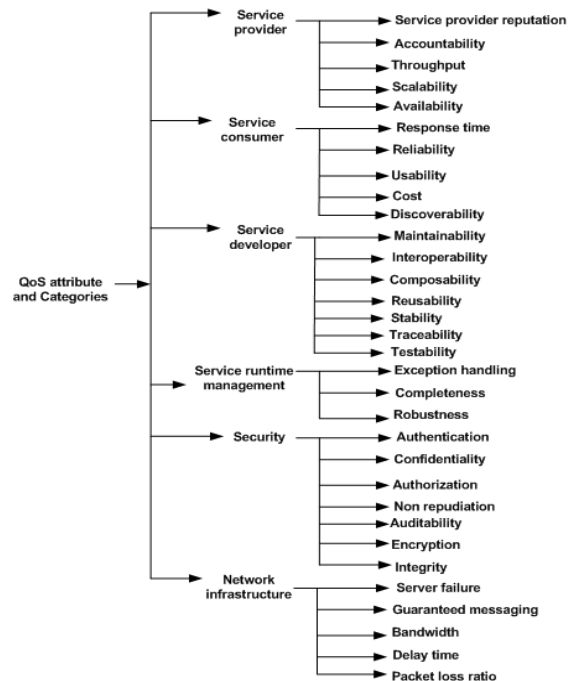 Service
provider
Service provider reputation
Accountability
Throughput
Scalability
Availability
Service
consumer
Response time
Reliability
Usability
Cost
Discoverability
Service
developer
Maintainability
Interoperability
Composability
Reusability
Stability
Traceability
Testability
QoS attribute
and Categories
Service runtime
management
Exception handling
Completeness
Robustness
Security
Authentication
Confidentiality
Authorization
Non repudiation
Auditability
Encryption
Integrity
Network
infrastructure
Server failure
Guaranteed messaging
Bandwidth
Delay time
Packet loss ratio